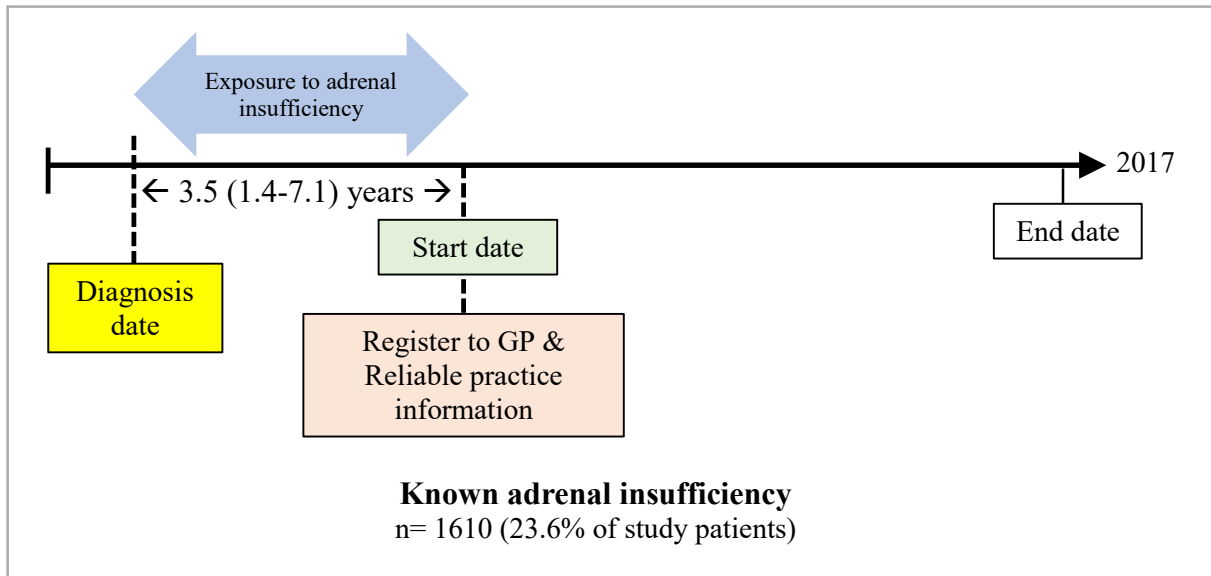 Exposure to adrenal
insufficiency
2017
← 3.5 (1.4-7.1) years →
Start date
End date
Diagnosis
date
Register to GP &
Reliable practice
information
Known adrenal insufficiency
n= 1610 (23.6% of study patients)